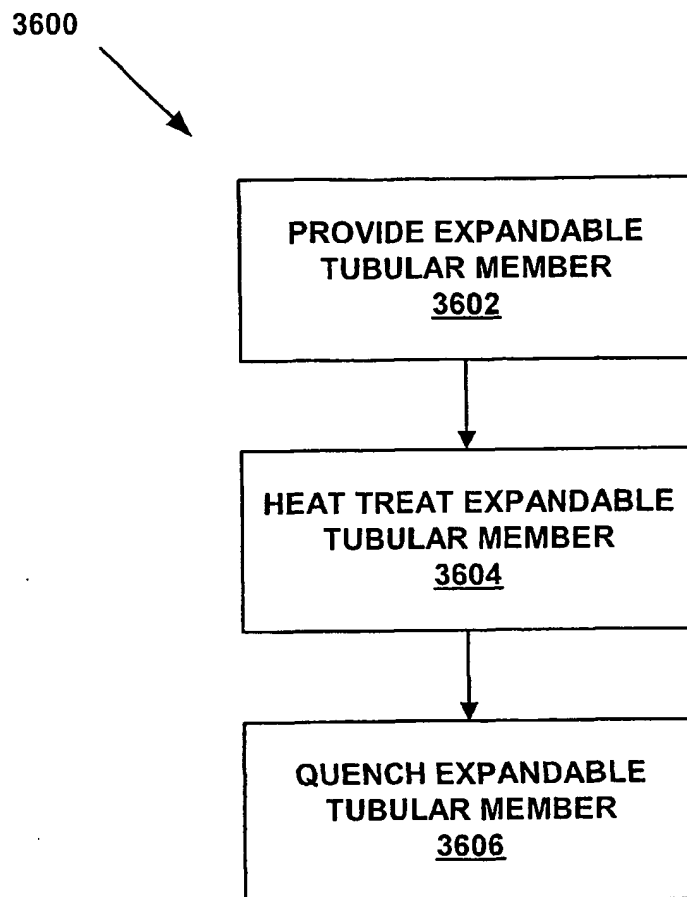 3600
PROVIDE EXPANDABLE
TUBULAR MEMBER
3602
HEAT TREAT EXPANDABLE
TUBULAR MEMBER
3604
QUENCH EXPANDABLE
TUBULAR MEMBER
3606